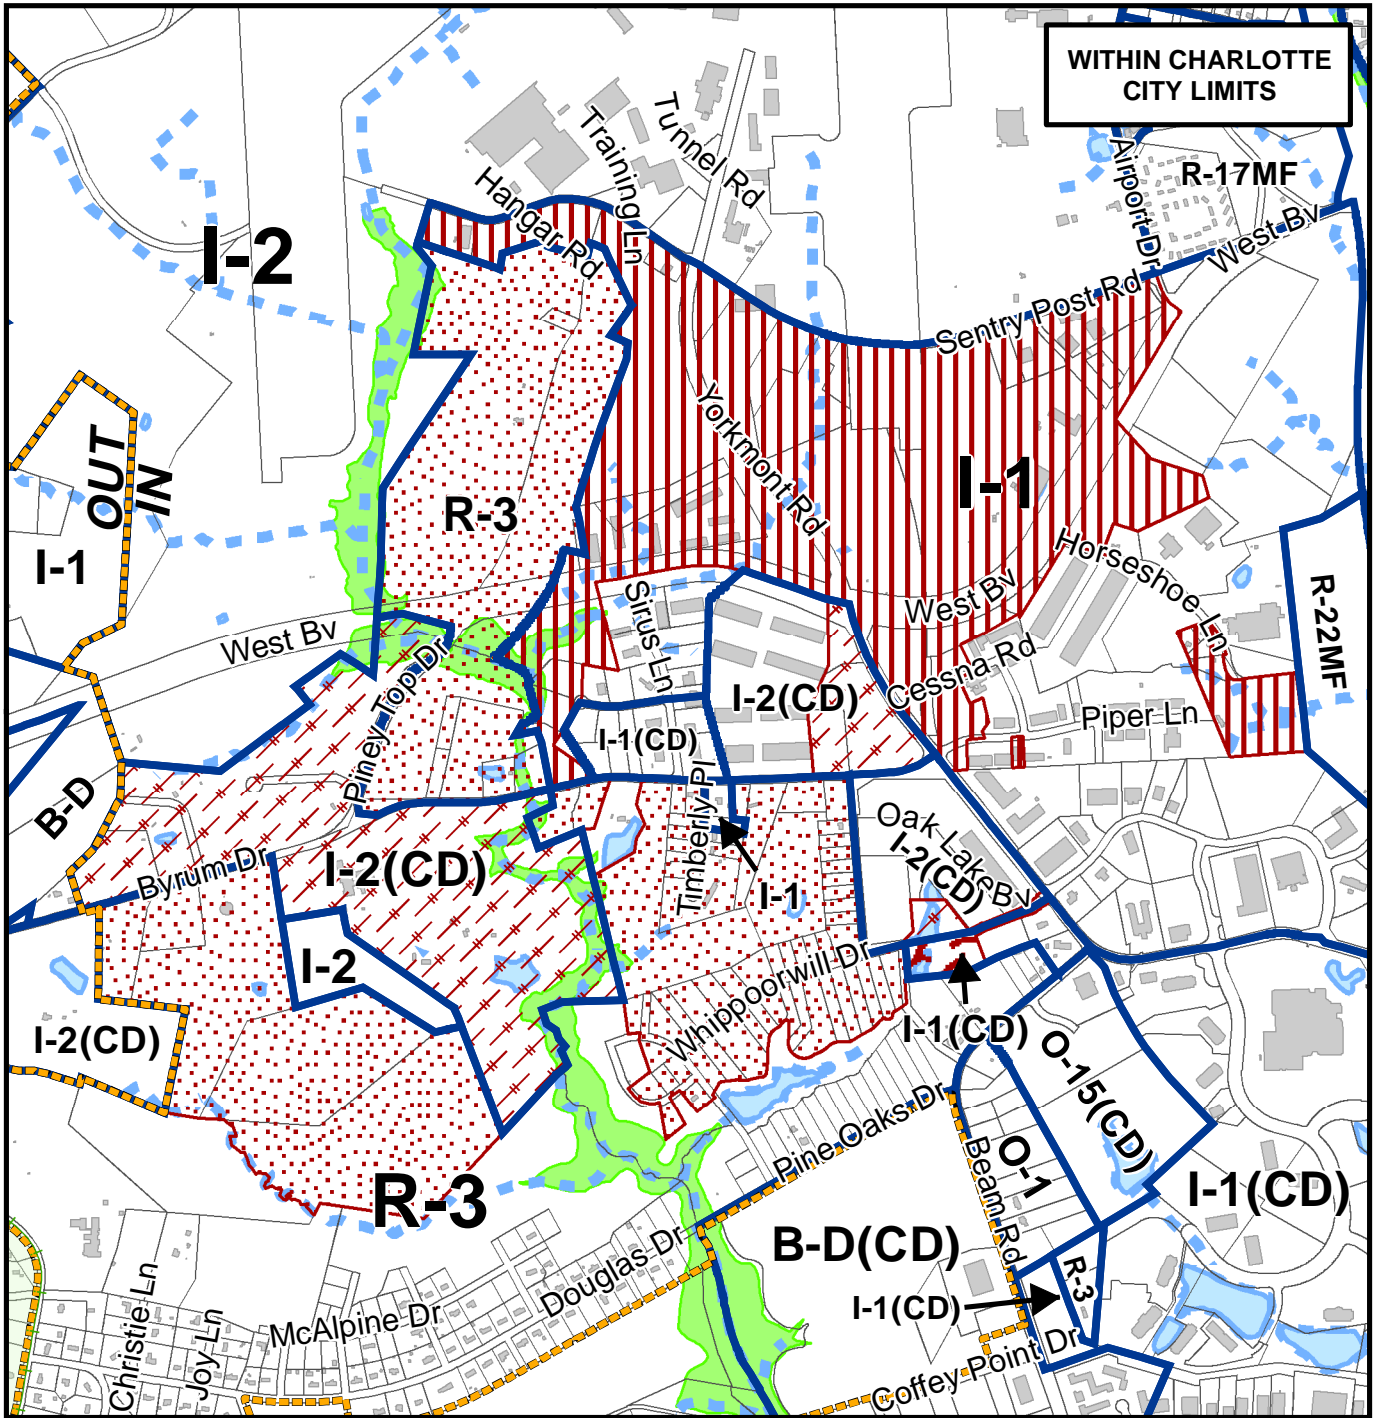 WITHIN CHARLOTTE
CITY LIMITS
Tunnel Rd
Training Ln
Hangar Rd
Airport Dr
R-17MF
West Bv
I-2
Sentry Post Rd
OUT
IN
Yorkmont Rd
I-1
R-3
I-1
Horseshoe Ln
R-22MF
West Bv
Sirus Ln
West Bv
Cessna Rd
Piney Top Dr
I-2(CD)
Piper Ln
I-1(CD)
B-D
Timberly Pl
Oak Lake Bv
I-2(CD)
Byrum Dr
I-2(CD)
I-1
I-2
Whippoorwill Dr
I-1(CD)
I-2(CD)
O-15(CD)
Pine Oaks Dr
O-1
Beam Rd
R-3
I-1(CD)
B-D(CD)
Douglas Dr
R-3
I-1(CD)
McAlpine Dr
Christie Ln
Joy Ln
Coffey Point Dr